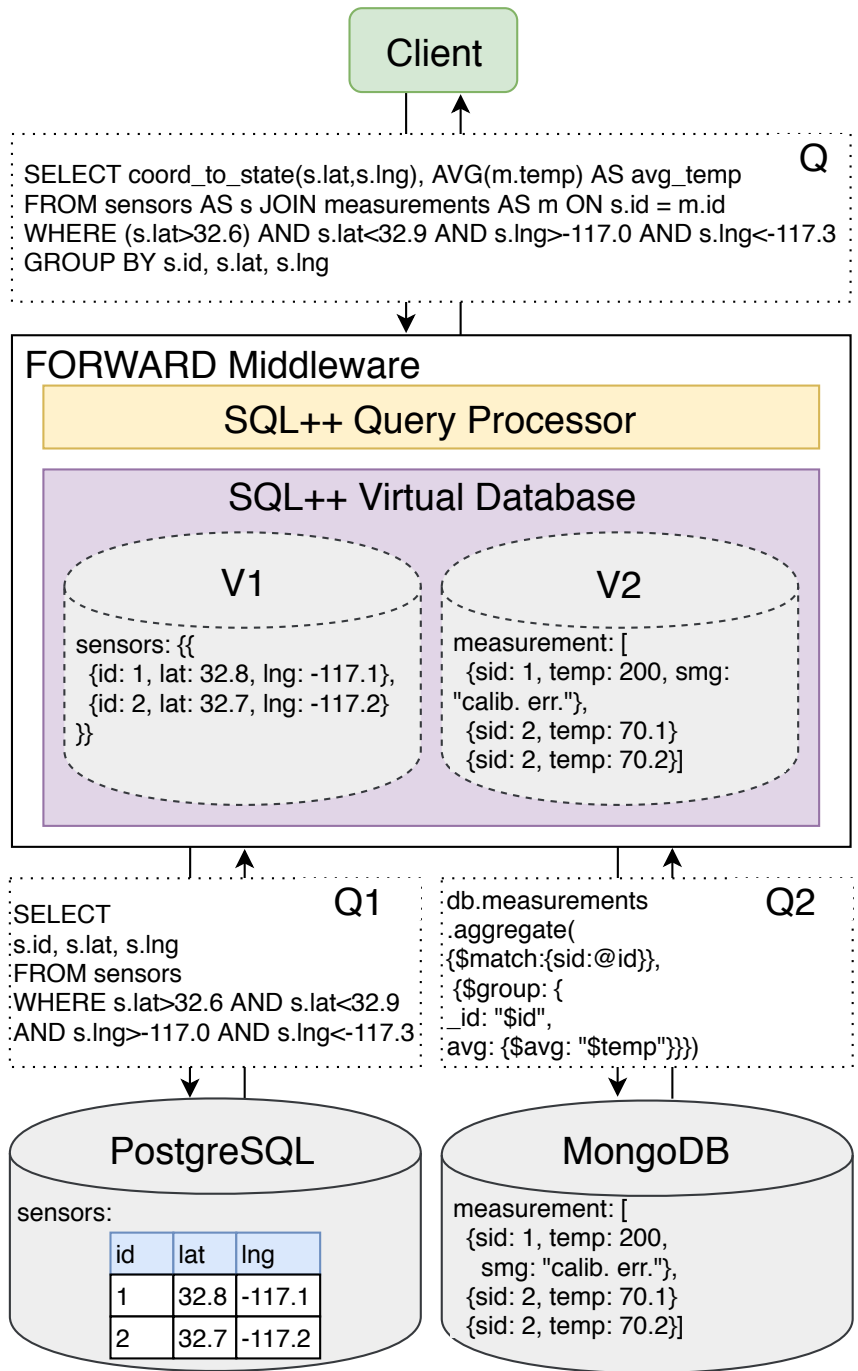 Client
Q
SELECT coord_to_state(s.lat,s.lng), AVG(m.temp) AS avg_temp
FROM sensors AS s JOIN measurements AS m ON s.id = m.id
WHERE (s.lat>32.6) AND s.lat<32.9 AND s.lng>-117.0 AND s.lng<-117.3
GROUP BY s.id, s.lat, s.lng
FORWARD Middleware
SQL++ Query Processor
SQL++ Virtual Database
V1
sensors: {{
{id: 1, lat: 32.8, lng: -117.1},
{id: 2, lat: 32.7, lng: -117.2}
}}
V2
measurement: [
{sid: 1, temp: 200, smg:
"calib. err."},
{sid: 2, temp: 70.1}
{sid: 2, temp: 70.2}]
Q1
SELECT
s.id, s.lat, s.lng
FROM sensors
WHERE s.lat>32.6 AND s.lat<32.9
AND s.lng>-117.0 AND s.lng<-117.3
Q2
db.measurements
.aggregate(
{$match:{sid:@id}},
{$group: {
_id: "$id",
avg: {$avg: "$temp"}}})
PostgreSQL
sensors:
id lat lng
1 32.8 -117.1
2 32.7 -117.2
MongoDB
measurement: [
{sid: 1, temp: 200,
smg: "calib. err."},
{sid: 2, temp: 70.1}
{sid: 2, temp: 70.2}]